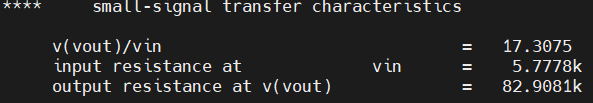 **** small-signal transfer characteristics
v(vout)/vin = 17.3075
input resistance at vin = 5.7778k
output resistance at v(vout) = 82.9081k